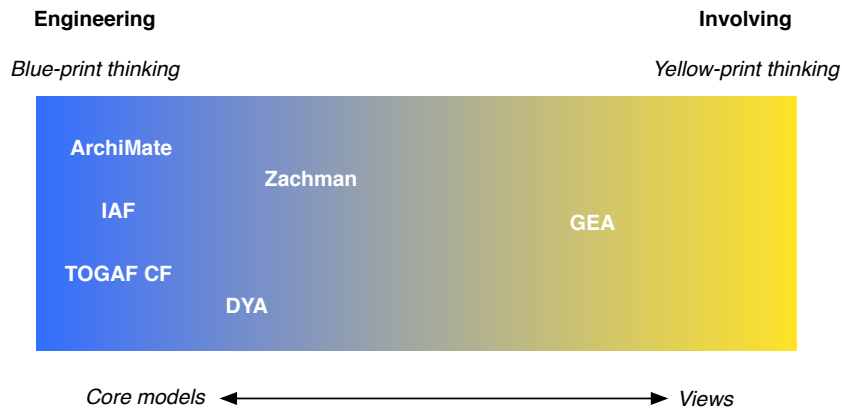 Engineering
Involving
Blue-print thinking
Yellow-print thinking
ArchiMate
Zachman
IAF
GEA
TOGAF CF
DYA
Core models
Views